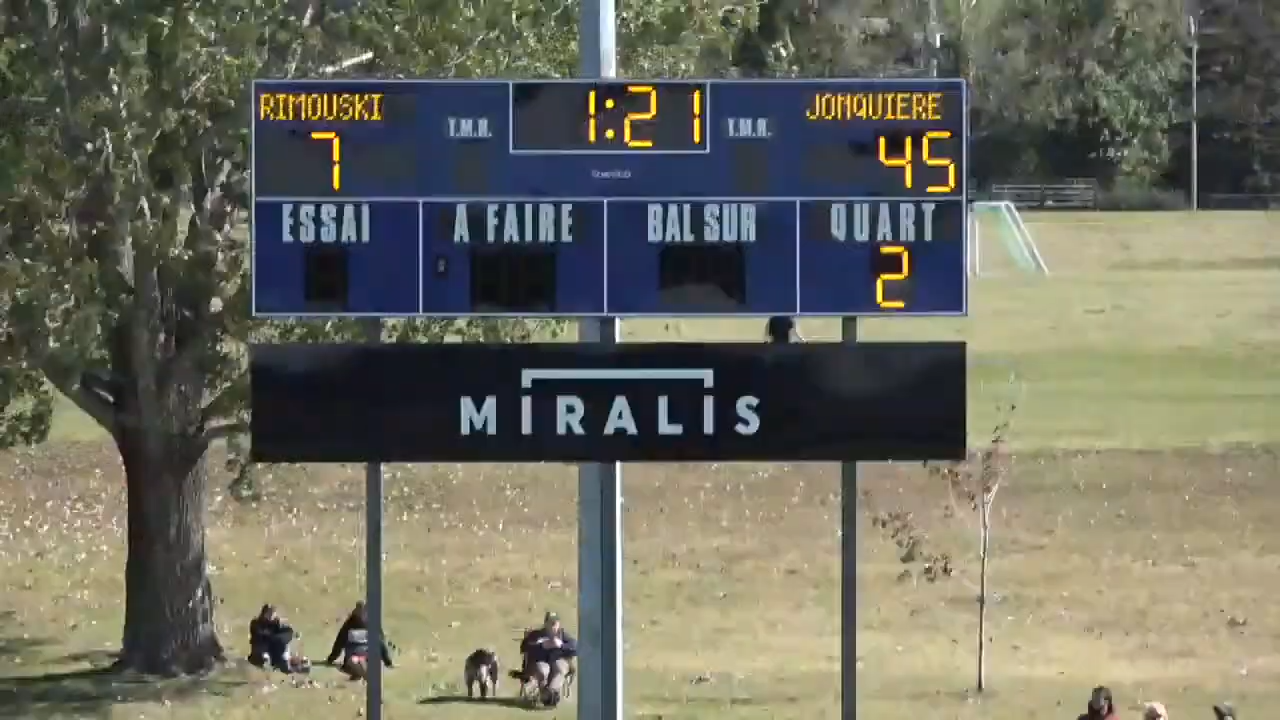 RIMOUSKI 1:21 JONQUIERE
7 T.M.R. T.M.R. 45
ESSAI A FAIRE BAL SUR QUART
2
MIRALIS